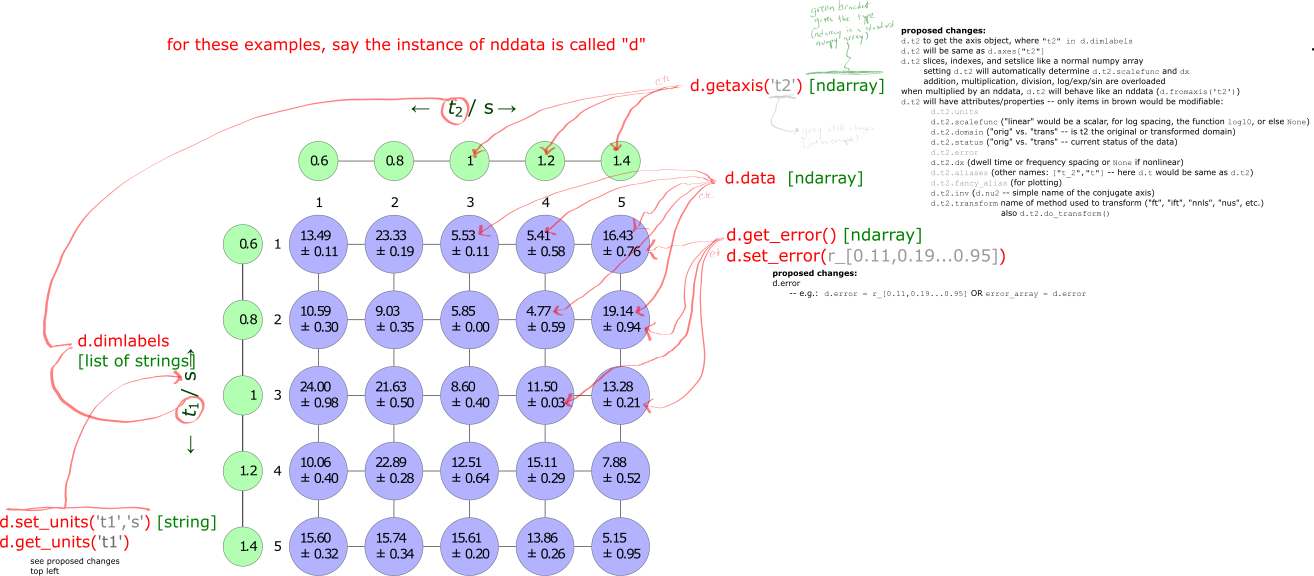 for these examples, say the instance of nddata is called "d"
green bracket
gives the type
(ndarray is a standard
numpy array)
d.getaxis('t2') [ndarray]
← t2 / s →
0.6 0.8 1 1.2 1.4
d.data [ndarray]
1 2 3 4 5
d.get_error() [ndarray]
d.set_error(r_[0.11,0.19...0.95])
proposed changes:
d.error
-- e.g.: d.error = r_[0.11,0.19...0.95] OR error_array = d.error
0.6 1 13.49 23.33 5.53 5.41 16.43
± 0.11 ± 0.19 ± 0.11 ± 0.58 ± 0.76
0.8 2 10.59 9.03 5.85 4.77 19.14
± 0.30 ± 0.35 ± 0.00 ± 0.59 ± 0.94
1 3 24.00 21.63 8.60 11.50 13.28
± 0.98 ± 0.50 ± 0.40 ± 0.03 ± 0.21
1.2 4 10.06 22.89 12.51 15.11 7.88
± 0.40 ± 0.28 ± 0.64 ± 0.29 ± 0.52
1.4 5 15.60 15.74 15.61 13.86 5.15
± 0.32 ± 0.34 ± 0.20 ± 0.26 ± 0.95
d.dimlabels
[list of strings]
← t1 / s →
d.set_units('t1','s') [string]
d.get_units('t1')
see proposed changes
top left
proposed changes:
d.t2 to get the axis object, where "t2" in d.dimlabels
d.t2 will be same as d.axes["t2"]
d.t2 slices, indexes, and setslice like a normal numpy array
setting d.t2 will automatically determine d.t2.scalefunc and dx
addition, multiplication, division, log/exp/sin are overloaded
when multiplied by an nddata, d.t2 will behave like an nddata (d.fromaxis('t2'))
d.t2 will have attributes/properties -- only items in brown would be modifiable:
d.t2.units
d.t2.scalefunc ("linear" would be a scalar, for log spacing, the function log10, or else None)
d.t2.domain ("orig" vs. "trans" -- is t2 the original or transformed domain)
d.t2.status ("orig" vs. "trans" -- current status of the data)
d.t2.error
d.t2.dx (dwell time or frequency spacing or None if nonlinear)
d.t2.aliases (other names: ["t_2","t"] -- here d.t would be same as d.t2)
d.t2.fancy_alias (for plotting)
d.t2.inv (d.nu2 -- simple name of the conjugate axis)
d.t2.transform name of method used to transform ("ft", "ift", "nnls", "nus", etc.)
also d.t2.do_transform()